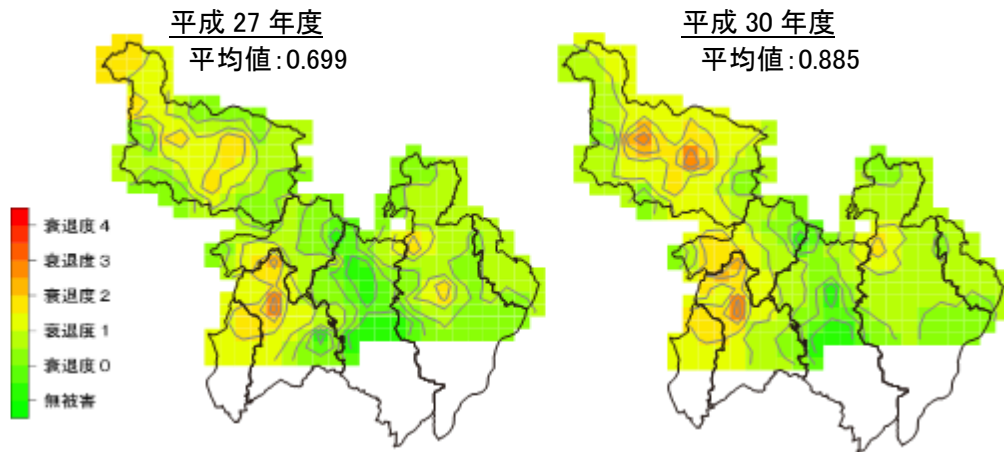 平成 27 年度
平均値:0.699
平成 30 年度
平均値:0.885
衰退度 4
衰退度 3
衰退度 2
衰退度 1
衰退度 0
無被害